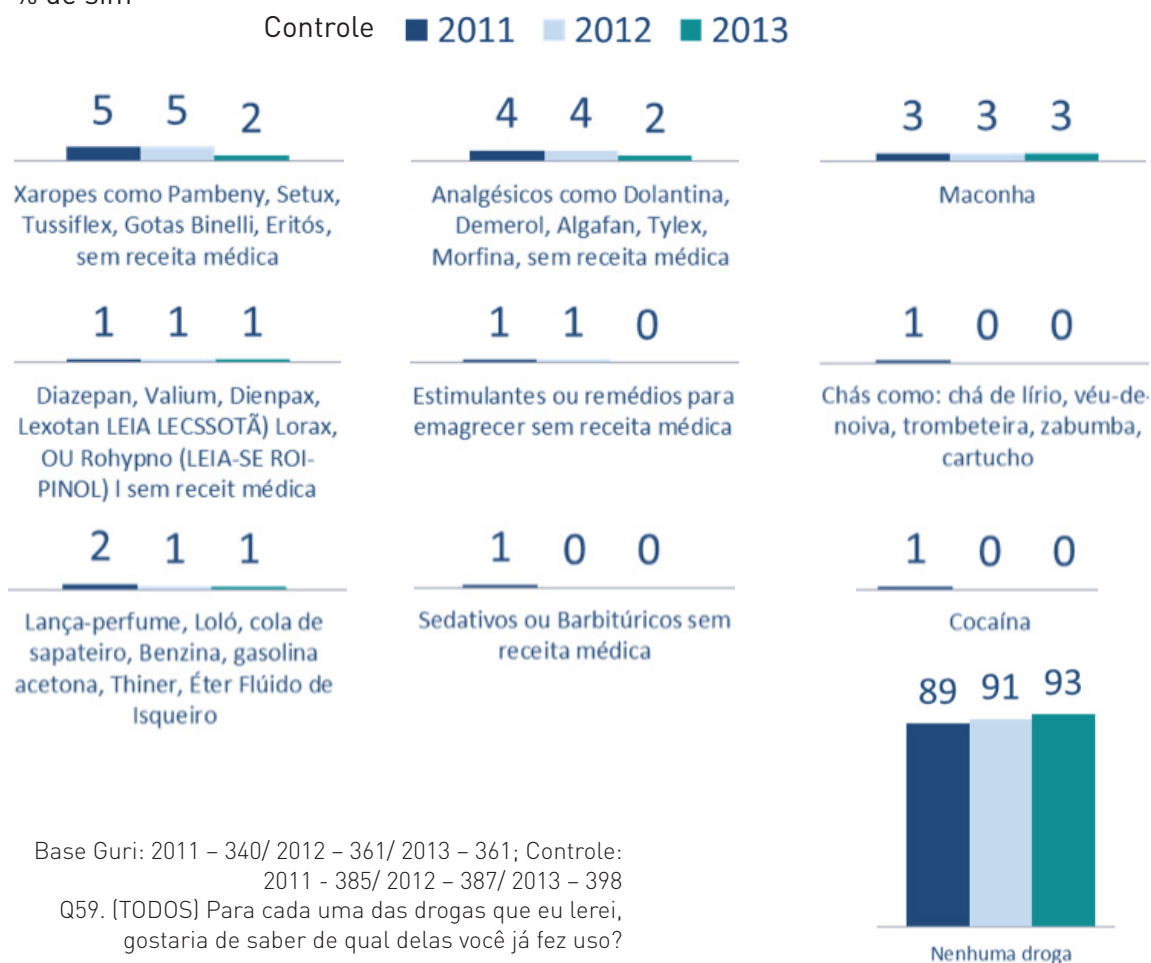 % de sim
Controle 2011 2012 2013
5 5 2
Xaropes como Pambeny, Setux,
Tussiflex, Gotas Binelli, Eritós,
sem receita médica
4 4 2
Analgésicos como Dolantina,
Demerol, Algafan, Tylex,
Morfina, sem receita médica
3 3 3
Maconha
1 1 1
Diazepan, Valium, Dienpax,
Lexotan LEIA LECSSOTÃ) Lorax,
OU Rohypno (LEIA-SE ROI-
PINOL) l sem receit médica
1 1 0
Estimulantes ou remédios para
emagrecer sem receita médica
1 0 0
Chás como: chá de lírio, véu-de-
noiva, trombeteira, zabumba,
cartucho
2 1 1
Lança-perfume, Loló, cola de
sapateiro, Benzina, gasolina
acetona, Thiner, Éter Flúido de
Isqueiro
1 0 0
Sedativos ou Barbitúricos sem
receita médica
1 0 0
Cocaína
89 91 93
Nenhuma droga
Base Guri: 2011 – 340/ 2012 – 361/ 2013 – 361; Controle:
2011 - 385/ 2012 – 387/ 2013 – 398
Q59. (TODOS) Para cada uma das drogas que eu lerei,
gostaria de saber de qual delas você já fez uso?